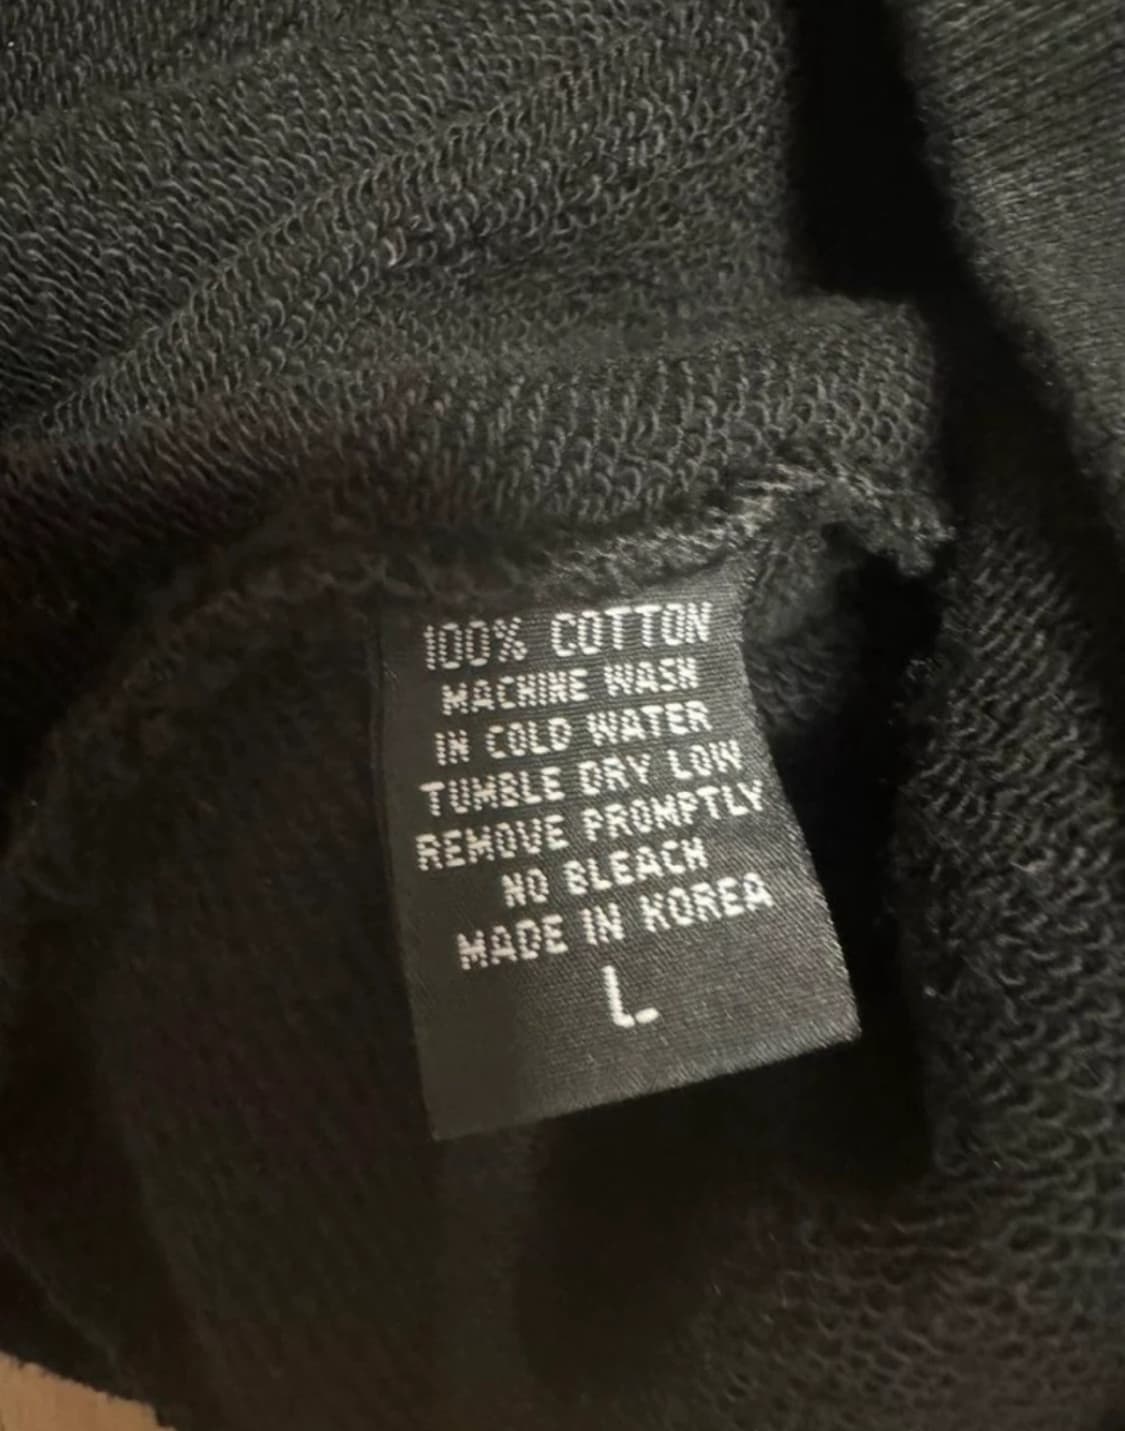 100% COTTON
MACHINE WASH
IN COLD WATER
TUMBLE DRY LOW
REMOVE PROMPTLY
NO BLEACH
MADE IN KOREA
L